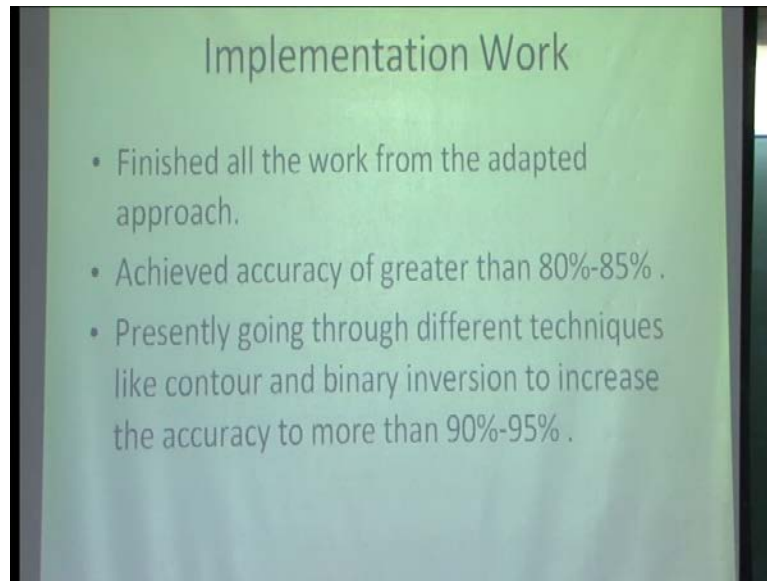 Implementation Work
• Finished all the work from the adapted
approach.
• Achieved accuracy of greater than 80%-85% .
• Presently going through different techniques
like contour and binary inversion to increase
the accuracy to more than 90%-95% .